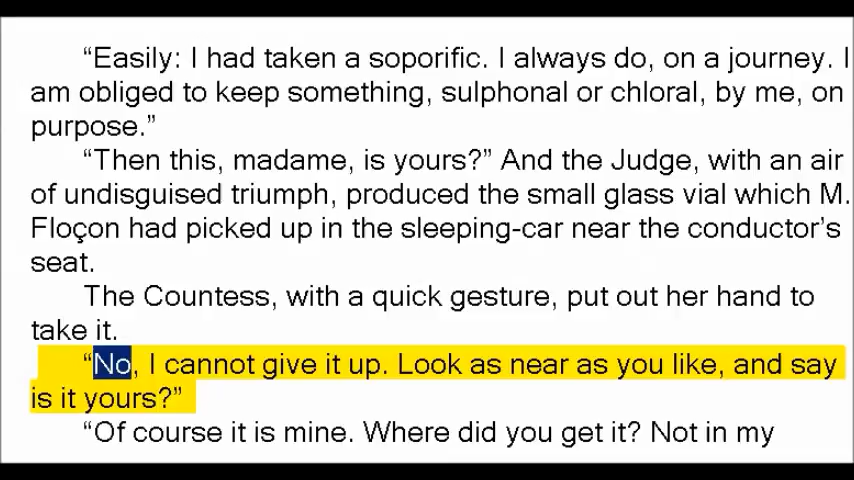 “Easily: I had taken a soporific. I always do, on a journey. I
am obliged to keep something, sulphonal or chloral, by me, on
purpose.”
“Then this, madame, is yours?” And the Judge, with an air
of undisguised triumph, produced the small glass vial which M.
Floçon had picked up in the sleeping-car near the conductor’s
seat.
The Countess, with a quick gesture, put out her hand to
take it.
“No, I cannot give it up. Look as near as you like, and say
is it yours?”
“Of course it is mine. Where did you get it? Not in my